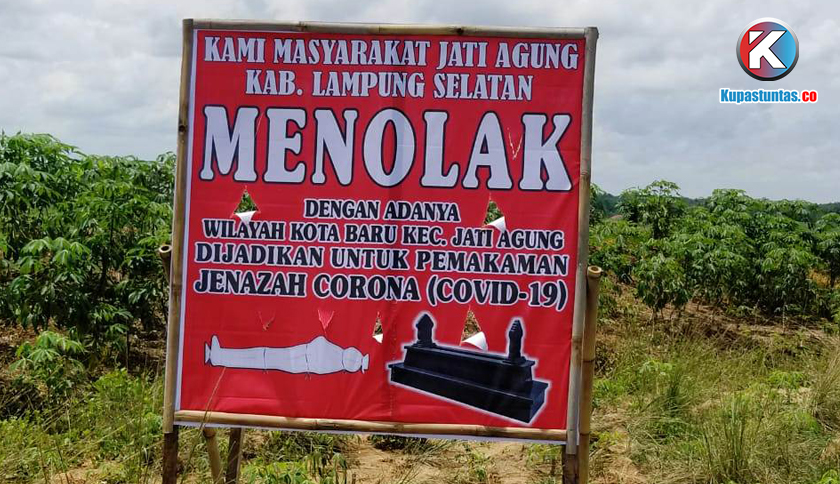 KAMI MASYARAKAT JATI AGUNG
KAB. LAMPUNG SELATAN
MENOLAK
DENGAN ADANYA
WILAYAH KOTA BARU KEC. JATI AGUNG
DIJADIKAN UNTUK PEMAKAMAN
JENAZAH CORONA (COVID-19)
K
Kupastuntas.co